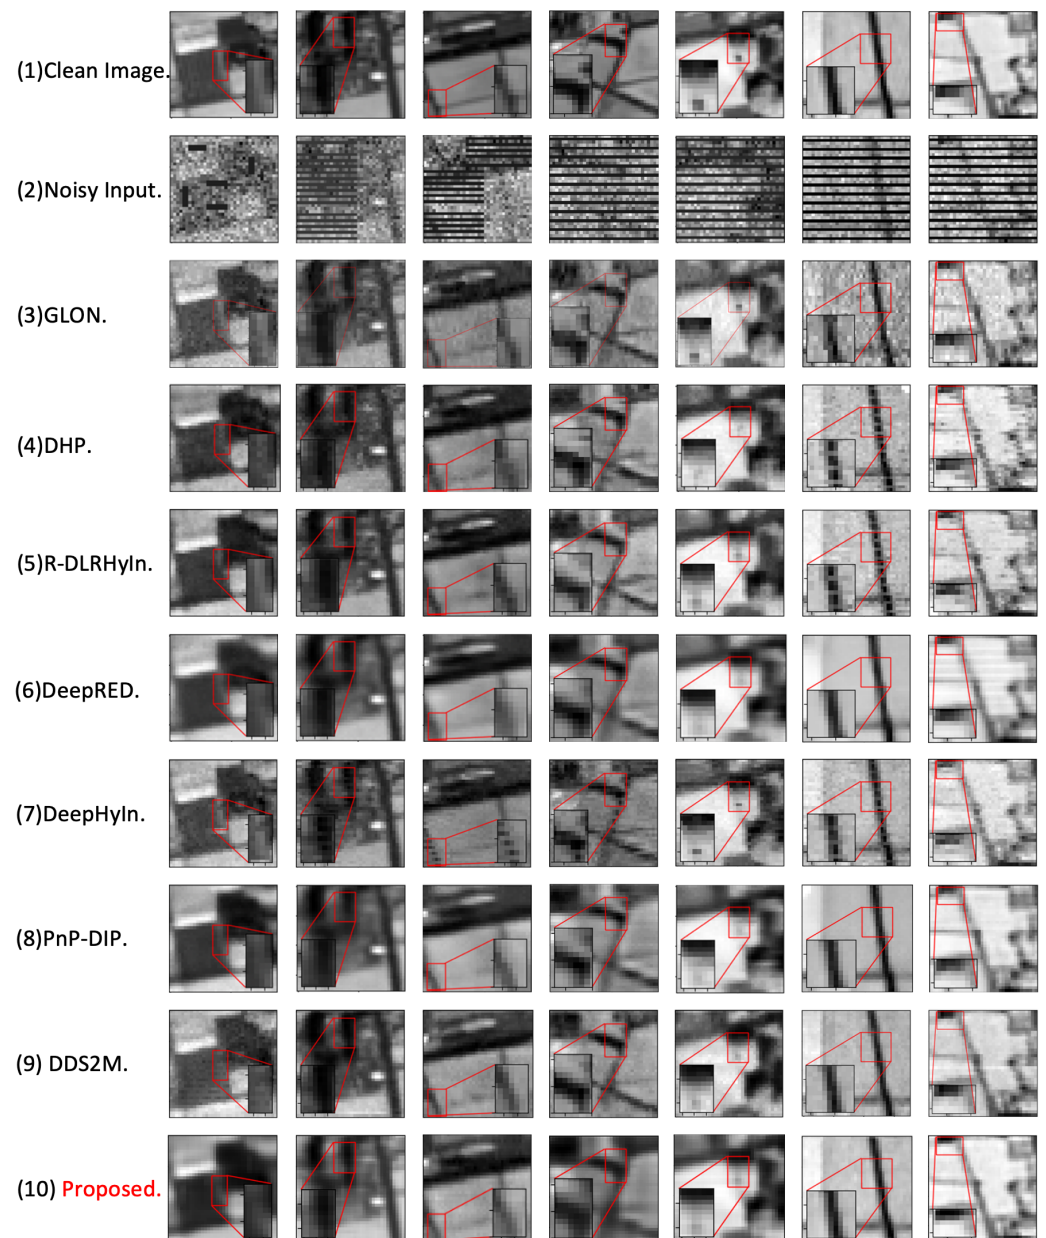 (1)Clean Image.
(2)Noisy Input.
(3)GLON.
(4)DHP.
(5)R-DLRHyIn.
(6)DeepRED.
(7)DeepHyIn.
(8)PnP-DIP.
(9) DDS2M.
(10) Proposed.